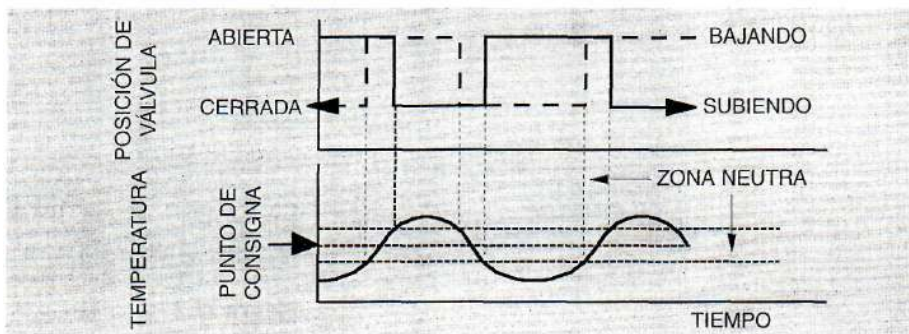 POSICIÓN DE
VÁLVULA
ABIERTA
CERRADA
BAJANDO
SUBIENDO
ZONA NEUTRA
TEMPERATURA
PUNTO DE
CONSIGNA
TIEMPO